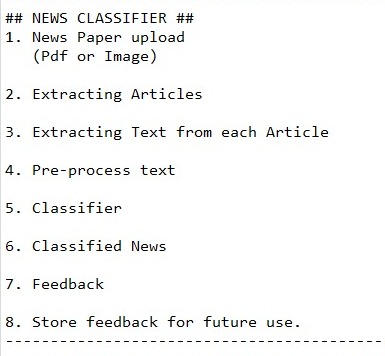 ## NEWS CLASSIFIER ##
1. News Paper upload
(Pdf or Image)
2. Extracting Articles
3. Extracting Text from each Article
4. Pre-process text
5. Classifier
6. Classified News
7. Feedback
8. Store feedback for future use.
------------------------------------------